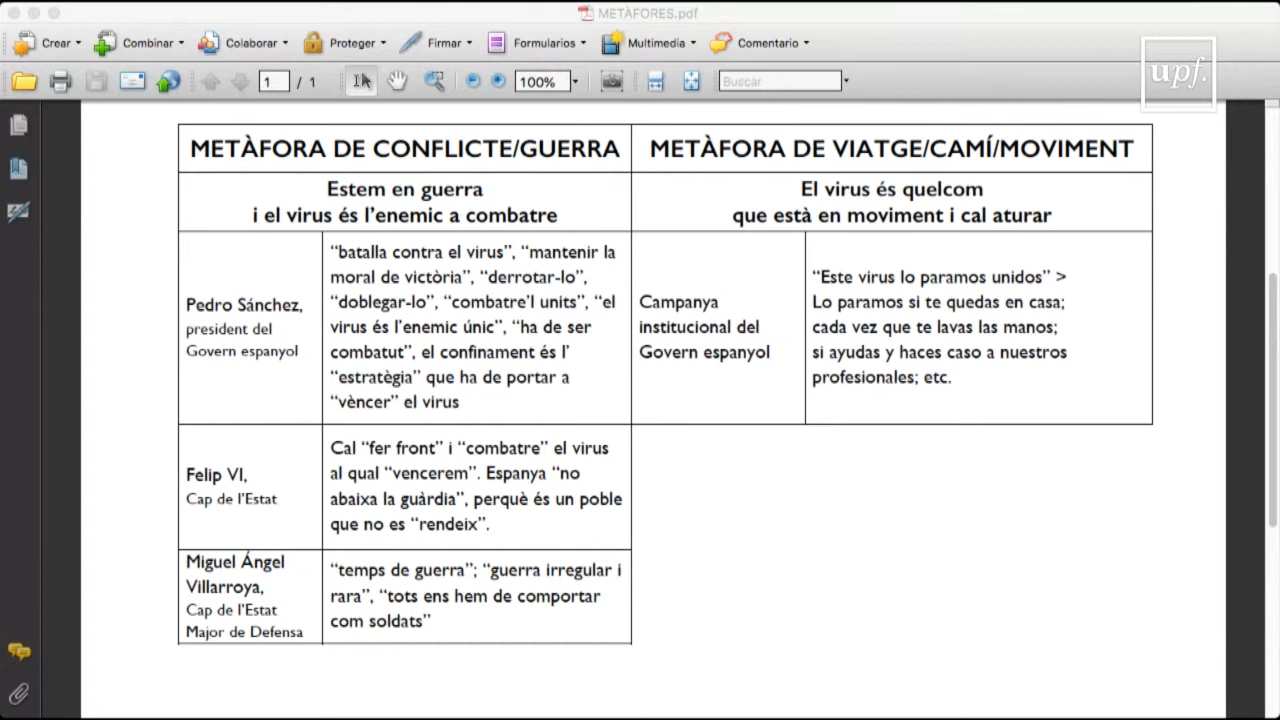 METÀFORES.pdf
Crear
Combinar
Colaborar
Proteger
Firmar
Formularios
Multimedia
Comentario
1 / 1
100%
Buscar
upf.
METÀFORA DE CONFLICTE/GUERRA
METÀFORA DE VIATGE/CAMÍ/MOVIMENT
Estem en guerra
i el virus és l’enemic a combatre
El virus és quelcom
que està en moviment i cal aturar
Pedro Sánchez,
president del
Govern espanyol
“batalla contra el virus”, “mantenir la
moral de victòria”, “derrotar-lo”,
“doblegar-lo”, “combatre’l units”, “el
virus és l’enemic únic”, “ha de ser
combatut”, el confinament és l’
“estratègia” que ha de portar a
“vèncer” el virus
Campanya
institucional del
Govern espanyol
“Este virus lo paramos unidos” >
Lo paramos si te quedas en casa;
cada vez que te lavas las manos;
si ayudas y haces caso a nuestros
profesionales; etc.
Felip VI,
Cap de l’Estat
Cal “fer front” i “combatre” el virus
al qual “vencerem”. Espanya “no
abaixa la guàrdia”, perquè és un poble
que no es “rendeix”.
Miguel Ángel
Villarroya,
Cap de l’Estat
Major de Defensa
“temps de guerra”; “guerra irregular i
rara”, “tots ens hem de comportar
com soldats”